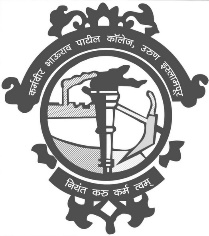 कर्मवीर भाऊराव पाटील कॉलेज, उरुण इस्लामपूर
नियतं करु कर्म त्वम्